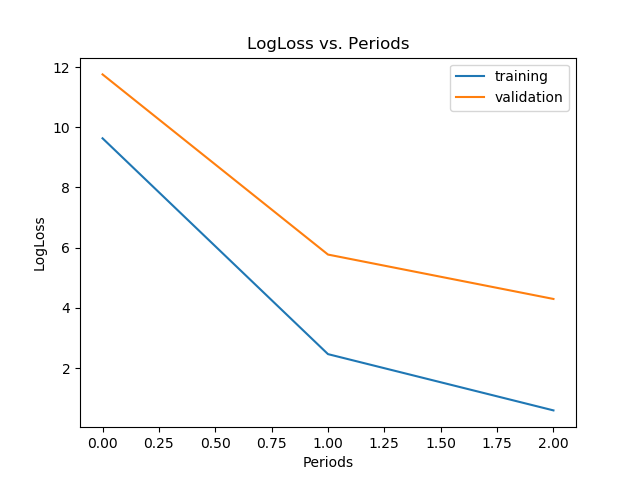 LogLoss vs. Periods
training
validation
LogLoss
12
10
8
6
4
2
0.00 0.25 0.50 0.75 1.00 1.25 1.50 1.75 2.00
Periods